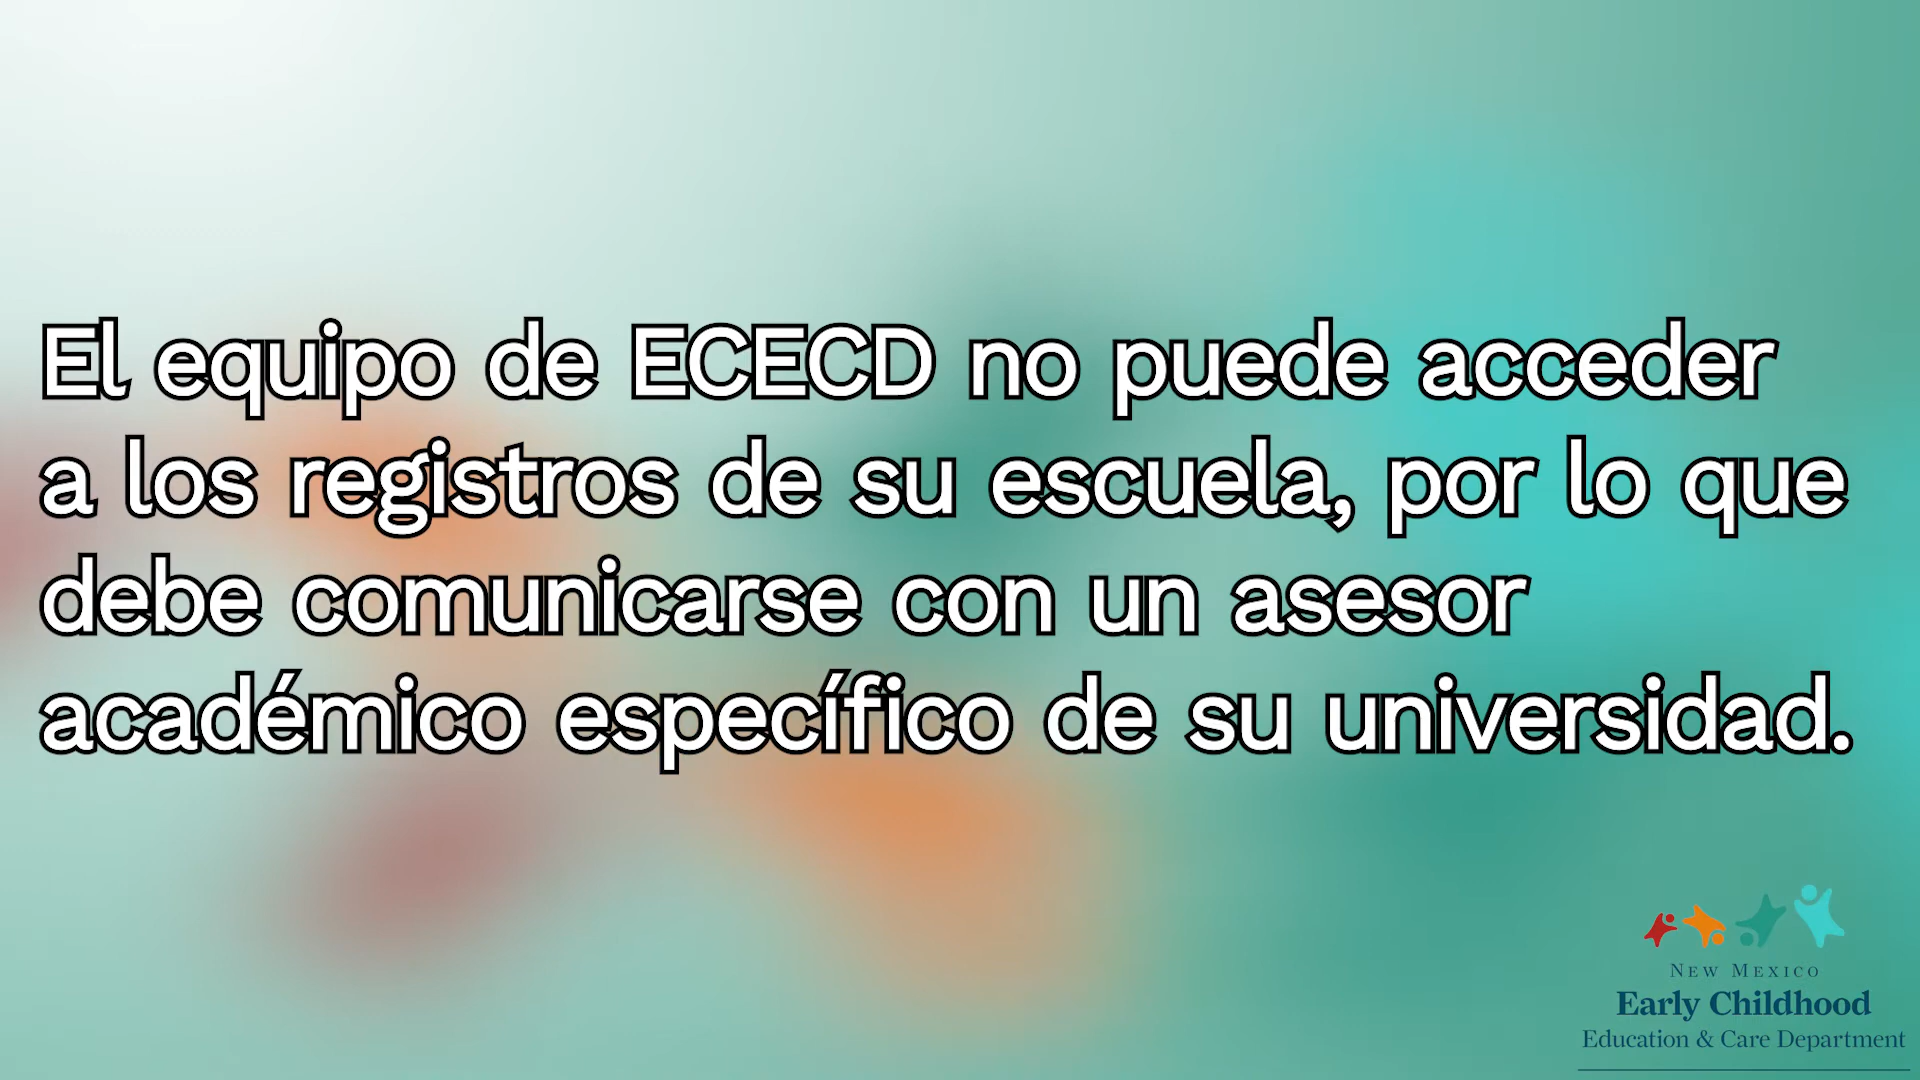 El equipo de ECECD no puede acceder
a los registros de su escuela, por lo que
debe comunicarse con un asesor
académico específico de su universidad.
NEW MEXICO
Early Childhood
Education & Care Department